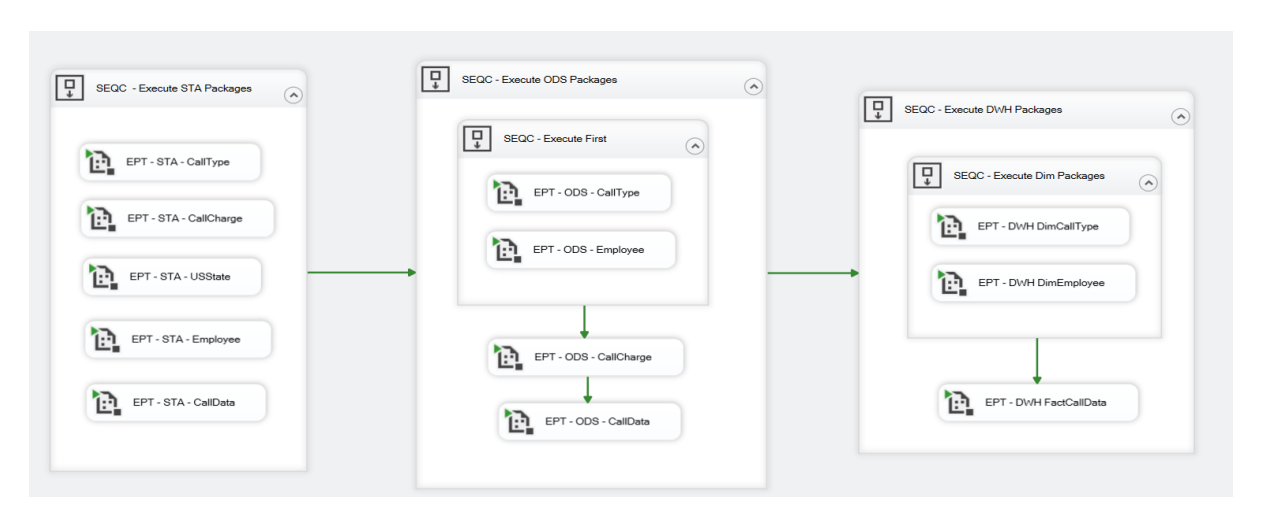 SEQC - Execute STA Packages
EPT - STA - CallType
EPT - STA - CallCharge
EPT - STA - USState
EPT - STA - Employee
EPT - STA - CallData
SEQC - Execute ODS Packages
SEQC - Execute First
EPT - ODS - CallType
EPT - ODS - Employee
EPT - ODS - CallCharge
EPT - ODS - CallData
SEQC - Execute DWH Packages
SEQC - Execute Dim Packages
EPT - DWH DimCallType
EPT - DWH DimEmployee
EPT - DWH FactCallData